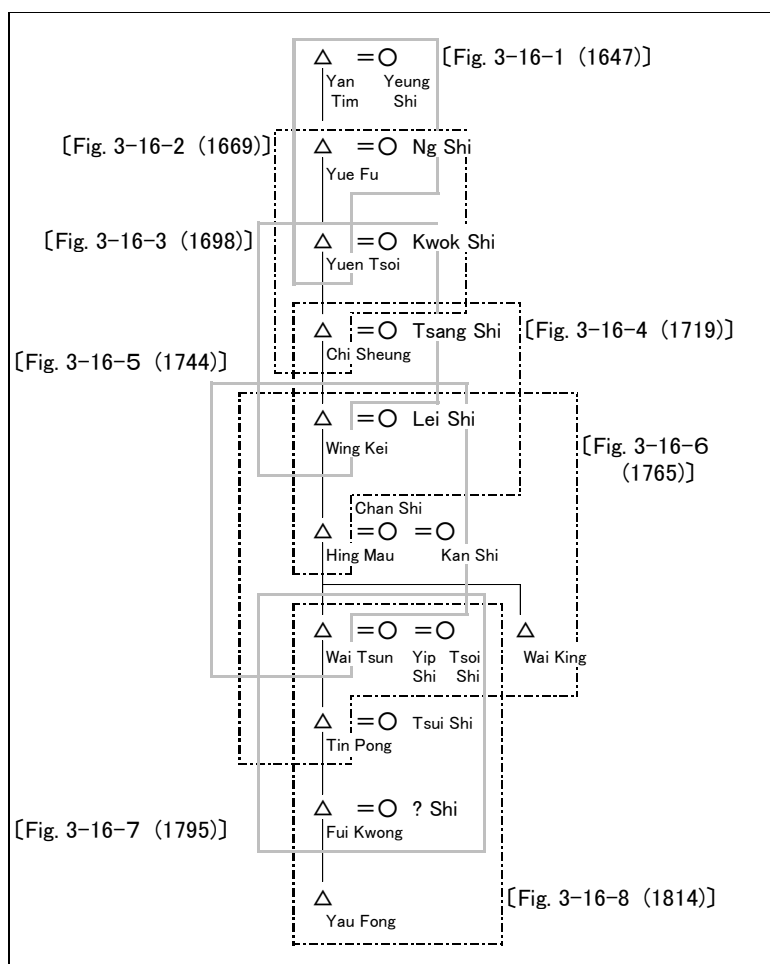 〔Fig. 3-16-1 (1647)〕
Yan Tim
Yeung Shi
〔Fig. 3-16-2 (1669)〕
Ng Shi
Yue Fu
〔Fig. 3-16-3 (1698)〕
Kwok Shi
Yuen Tsoi
Tsang Shi
〔Fig. 3-16-4 (1719)〕
Chi Sheung
〔Fig. 3-16-5 (1744)〕
Lei Shi
Wing Kei
〔Fig. 3-16-6
(1765)〕
Chan Shi
Hing Mau
Kan Shi
Wai Tsun
Yip Shi
Tsoi Shi
Wai King
Tsui Shi
Tin Pong
? Shi
Fui Kwong
〔Fig. 3-16-7 (1795)〕
〔Fig. 3-16-8 (1814)〕
Yau Fong